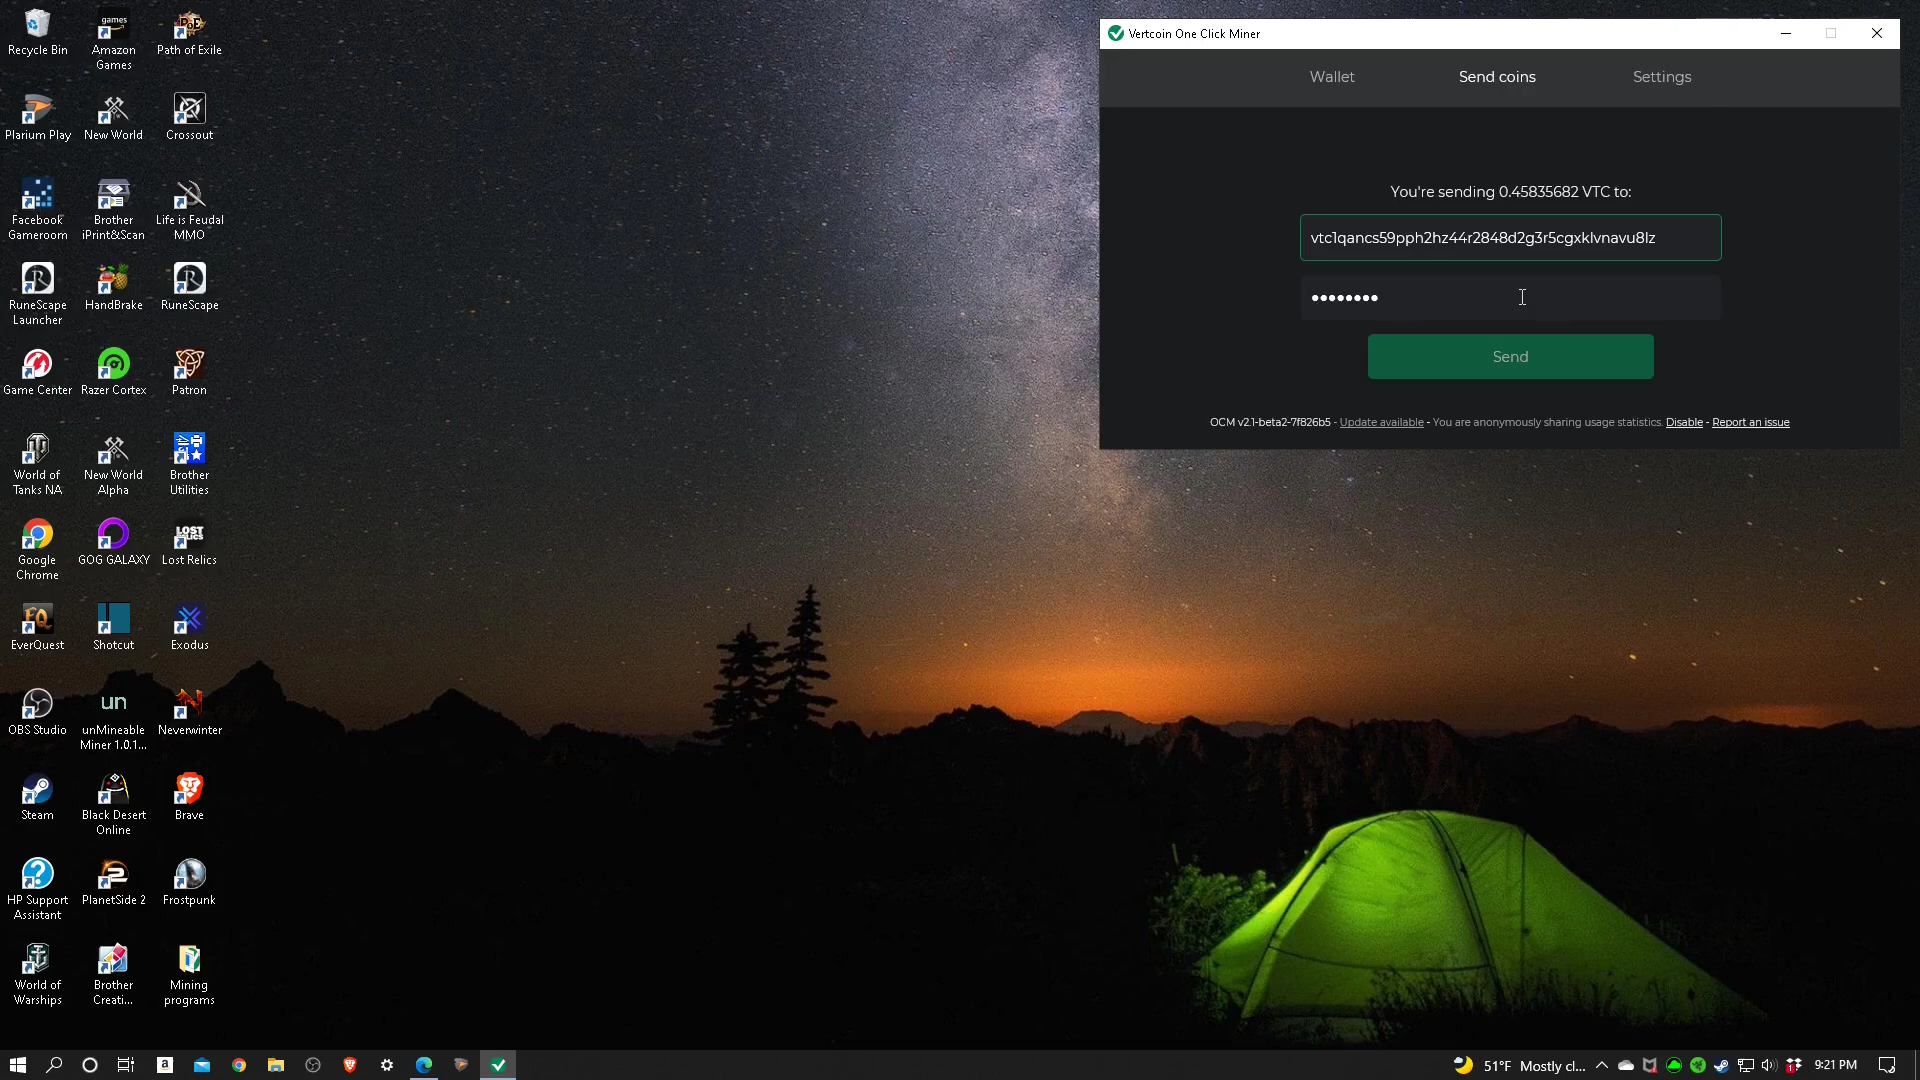 Recycle Bin
Amazon
Games
Path of Exile
Plarium Play
New World
Crossout
Facebook
Gameroom
Brother
iPrint&Scan
Life is Feudal
MMO
RuneScape
Launcher
HandBrake
RuneScape
Game Center
Razer Cortex
Patron
World of
Tanks NA
New World
Alpha
Brother
Utilities
Google
Chrome
GOG GALAXY
Lost Relics
EverQuest
Shotcut
Exodus
OBS Studio
un
unMineable
Miner 1.0.1...
Neverwinter
Steam
Black Desert
Online
Brave
HP Support
Assistant
PlanetSide 2
Frostpunk
World of
Warships
Brother
Creati...
Mining
programs
Vertcoin One Click Miner
Wallet
Send coins
Settings
You're sending 0.45835682 VTC to:
vtc1qancs59pph2hz44r2848d2g3r5cgxklvnavu8lz
••••••••
Send
OCM v2.1-beta2-7f826b5 - Update available - You are anonymously sharing usage statistics. Disable - Report an issue
51°F Mostly cl...
9:21 PM